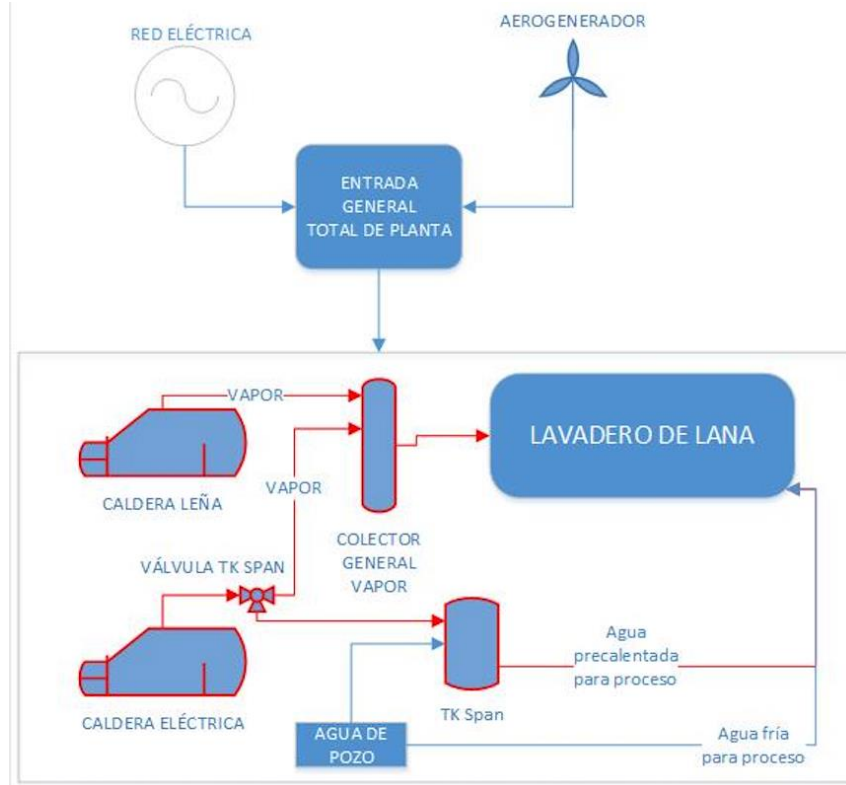 RED ELÉCTRICA
AEROGENERADOR
ENTRADA
GENERAL
TOTAL DE PLANTA
VAPOR
CALDERA LEÑA
VAPOR
LAVADERO DE LANA
COLECTOR
GENERAL
VAPOR
VÁLVULA TK SPAN
CALDERA ELÉCTRICA
TK Span
Agua
precalentada
para proceso
AGUA DE
POZO
Agua fría
para proceso